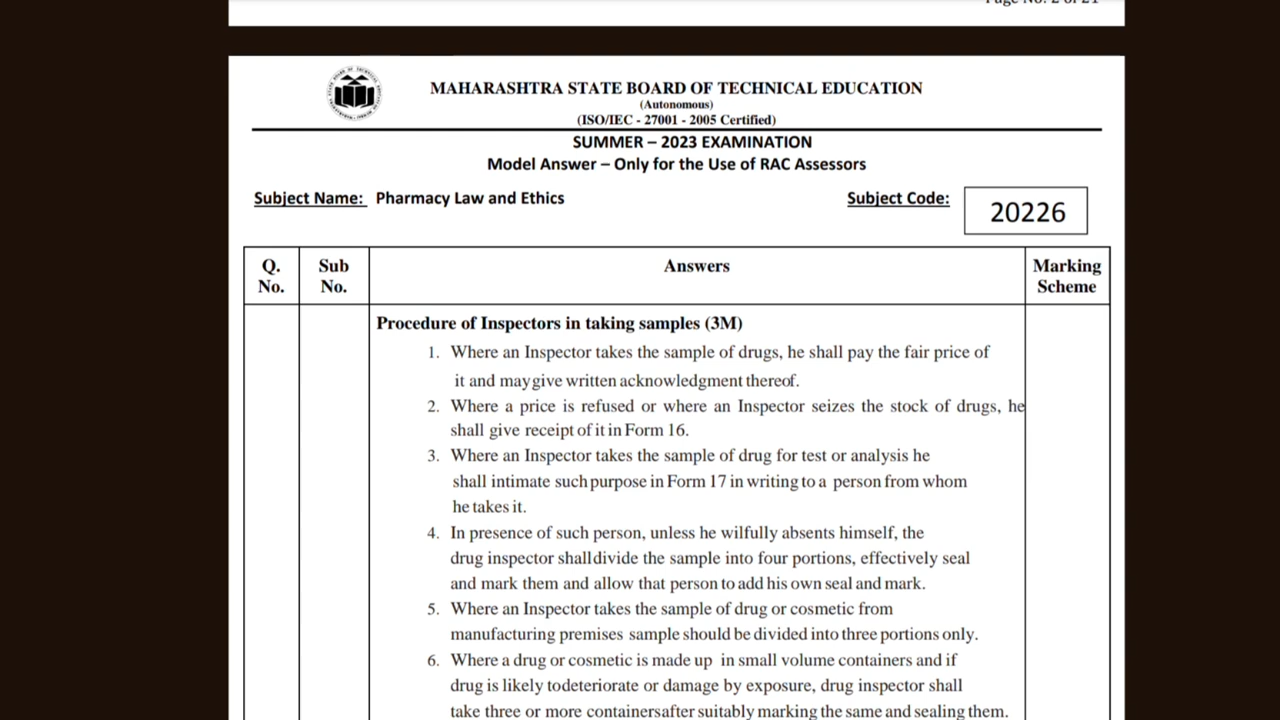 Page No. 2 of 21
MAHARASHTRA STATE BOARD OF TECHNICAL EDUCATION
(Autonomous)
(ISO/IEC - 27001 - 2005 Certified)
SUMMER – 2023 EXAMINATION
Model Answer – Only for the Use of RAC Assessors
Subject Name: Pharmacy Law and Ethics Subject Code: 20226
Q. No. Sub No. Answers Marking Scheme
Procedure of Inspectors in taking samples (3M)
1. Where an Inspector takes the sample of drugs, he shall pay the fair price of
it and may give written acknowledgment thereof.
2. Where a price is refused or where an Inspector seizes the stock of drugs, he
shall give receipt of it in Form 16.
3. Where an Inspector takes the sample of drug for test or analysis he
shall intimate such purpose in Form 17 in writing to a person from whom
he takes it.
4. In presence of such person, unless he wilfully absents himself, the
drug inspector shall divide the sample into four portions, effectively seal
and mark them and allow that person to add his own seal and mark.
5. Where an Inspector takes the sample of drug or cosmetic from
manufacturing premises sample should be divided into three portions only.
6. Where a drug or cosmetic is made up in small volume containers and if
drug is likely todeteriorate or damage by exposure, drug inspector shall
take three or more containersafter suitably marking the same and sealing them.